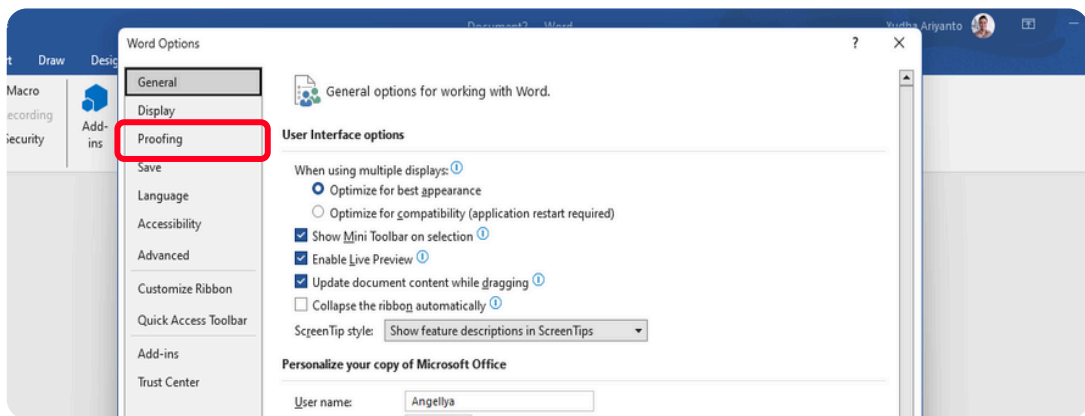 Document2 - Word
Yudha Ariyanto
Word Options
?
Draw
Macro
Add-
ins
General
Display
Proofing
Save
Language
Accessibility
Advanced
Customize Ribbon
Quick Access Toolbar
Add-ins
Trust Center
General options for working with Word.
User Interface options
When using multiple displays:
Optimize for best appearance
Optimize for compatibility (application restart required)
Show Mini Toolbar on selection
Enable Live Preview
Update document content while dragging
Collapse the ribbon automatically
ScreenTip style: Show feature descriptions in ScreenTips
Personalize your copy of Microsoft Office
User name: Angellya